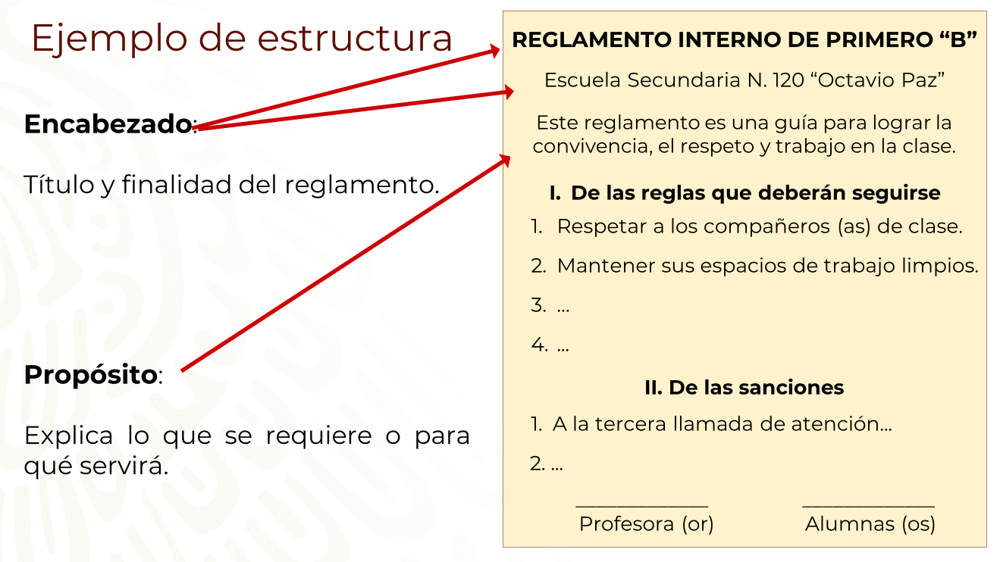 Ejemplo de estructura
Encabezado:
Título y finalidad del reglamento.
Propósito:
Explica lo que se requiere o para
qué servirá.
REGLAMENTO INTERNO DE PRIMERO “B”
Escuela Secundaria N. 120 “Octavio Paz”
Este reglamento es una guía para lograr la
convivencia, el respeto y trabajo en la clase.
I. De las reglas que deberán seguirse
1. Respetar a los compañeros (as) de clase.
2. Mantener sus espacios de trabajo limpios.
3. ...
4. ...
II. De las sanciones
1. A la tercera llamada de atención...
2. ...
_____________ _____________
Profesora (or) Alumnas (os)